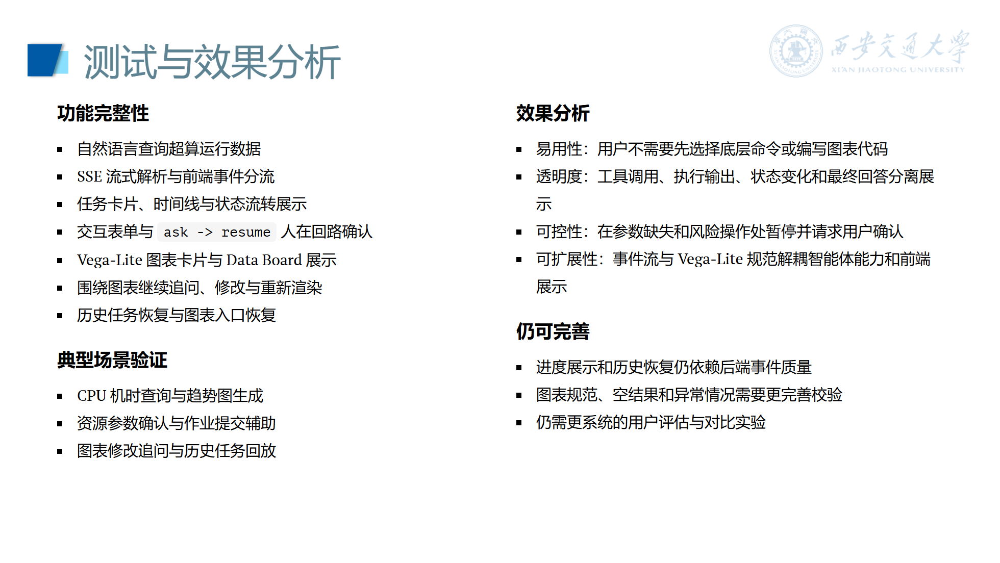 测试与效果分析
西安交通大学
XI'AN JIAOTONG UNIVERSITY
功能完整性
自然语言查询超算运行数据
SSE 流式解析与前端事件分流
任务卡片、时间线与状态流转展示
交互表单与 ask -> resume 人在回路确认
Vega-Lite 图表卡片与 Data Board 展示
围绕图表继续追问、修改与重新渲染
历史任务恢复与图表入口恢复
典型场景验证
CPU 机时查询与趋势图生成
资源参数确认与作业提交辅助
图表修改追问与历史任务回放
效果分析
易用性：用户不需要先选择底层命令或编写图表代码
透明度：工具调用、执行输出、状态变化和最终回答分离展
示
可控性：在参数缺失和风险操作处暂停并请求用户确认
可扩展性：事件流与 Vega-Lite 规范解耦智能体能力和前端
展示
仍可完善
进度展示和历史恢复仍依赖后端事件质量
图表规范、空结果和异常情况需要更完善校验
仍需更系统的用户评估与对比实验